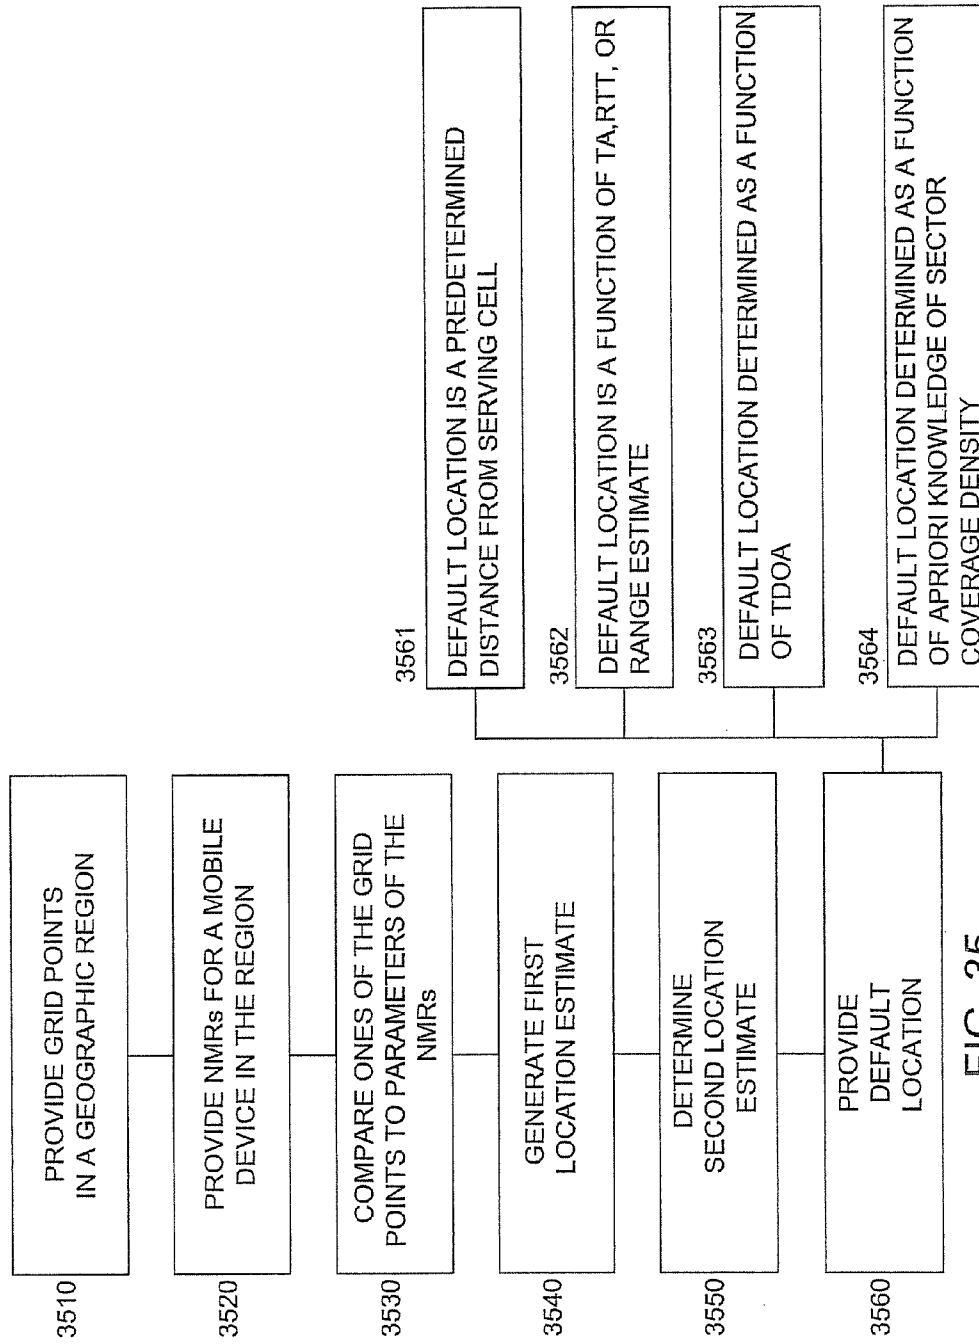 3510
PROVIDE GRID POINTS
IN A GEOGRAPHIC REGION
3520
PROVIDE NMRs FOR A MOBILE
DEVICE IN THE REGION
3530
COMPARE ONES OF THE GRID
POINTS TO PARAMETERS OF THE
NMRs
3540
GENERATE FIRST
LOCATION ESTIMATE
3550
DETERMINE
SECOND LOCATION
ESTIMATE
3560
PROVIDE
DEFAULT
LOCATION
3561
DEFAULT LOCATION IS A PREDETERMINED
DISTANCE FROM SERVING CELL
3562
DEFAULT LOCATION IS A FUNCTION OF TA,RTT, OR
RANGE ESTIMATE
3563
DEFAULT LOCATION DETERMINED AS A FUNCTION
OF TDOA
3564
DEFAULT LOCATION DETERMINED AS A FUNCTION
OF APRIORI KNOWLEDGE OF SECTOR
COVERAGE DENSITY
FIG. 35